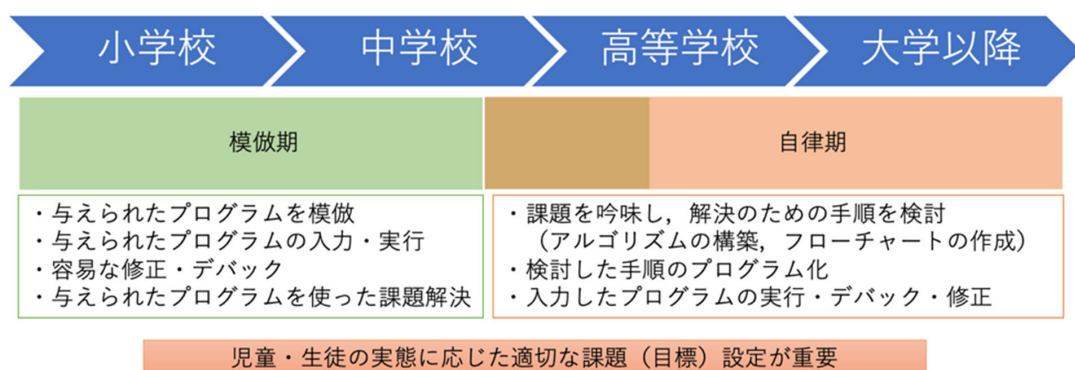 小学校
中学校
高等学校
大学以降
模倣期
自律期
・与えられたプログラムを模倣
・与えられたプログラムの入力・実行
・容易な修正・デバック
・与えられたプログラムを使った課題解決
・課題を吟味し，解決のための手順を検討
（アルゴリズムの構築，フローチャートの作成）
・検討した手順のプログラム化
・入力したプログラムの実行・デバック・修正
児童・生徒の実態に応じた適切な課題（目標）設定が重要